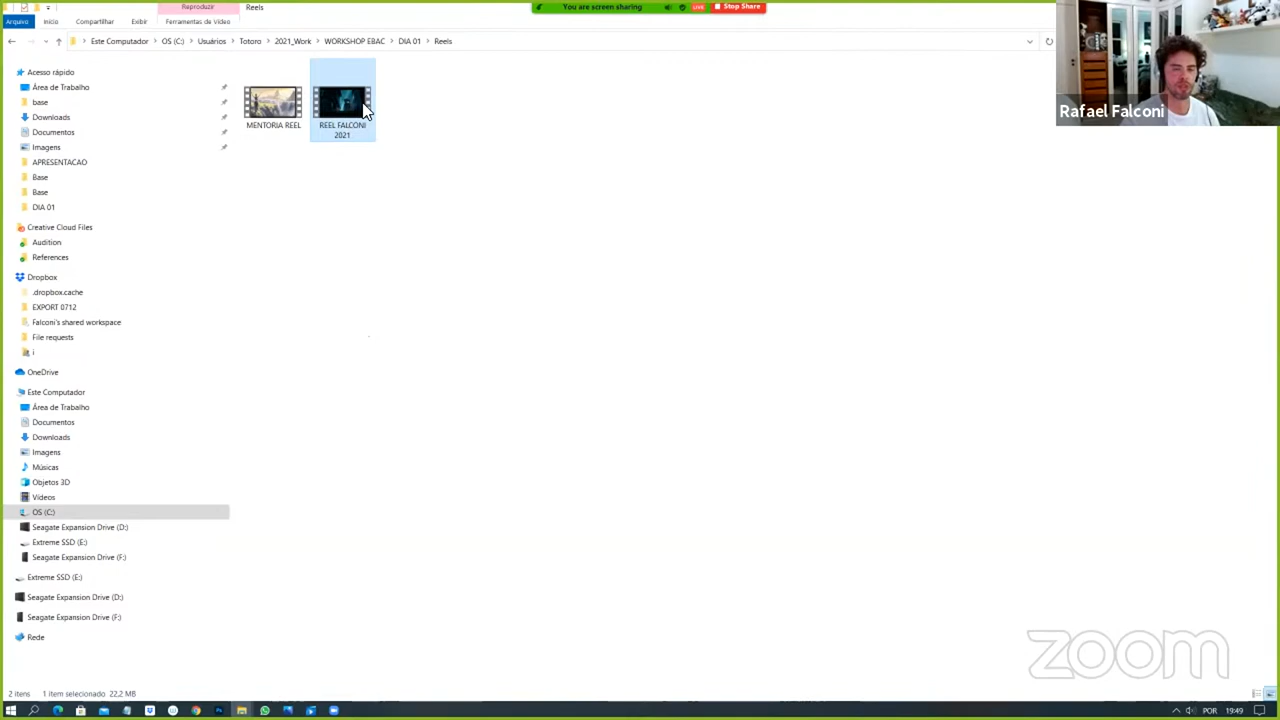 Reproduzir
Reels
You are screen sharing
LIVE
Stop Share
Arquivo
Início
Compartilhar
Exibir
Ferramentas de Vídeo
Este Computador > OS (C:) > Usuários > Totoro > 2021_Work > WORKSHOP EBAC > DIA 01 > Reels
Rafael Falconi
Acesso rápido
Área de Trabalho
base
Downloads
Documentos
Imagens
APRESENTACAO
Base
Base
DIA 01
Creative Cloud Files
Audition
References
Dropbox
.dropbox.cache
EXPORT 0712
Falconi's shared workspace
File requests
i
OneDrive
Este Computador
Área de Trabalho
Documentos
Downloads
Imagens
Músicas
Objetos 3D
Vídeos
OS (C:)
Seagate Expansion Drive (D:)
Extreme SSD (E:)
Seagate Expansion Drive (F:)
Extreme SSD (E:)
Seagate Expansion Drive (D:)
Seagate Expansion Drive (F:)
Rede
MENTORIA REEL
REEL FALCONI
2021
zoom
2 itens
1 item selecionado 22,2 MB
POR
19:49